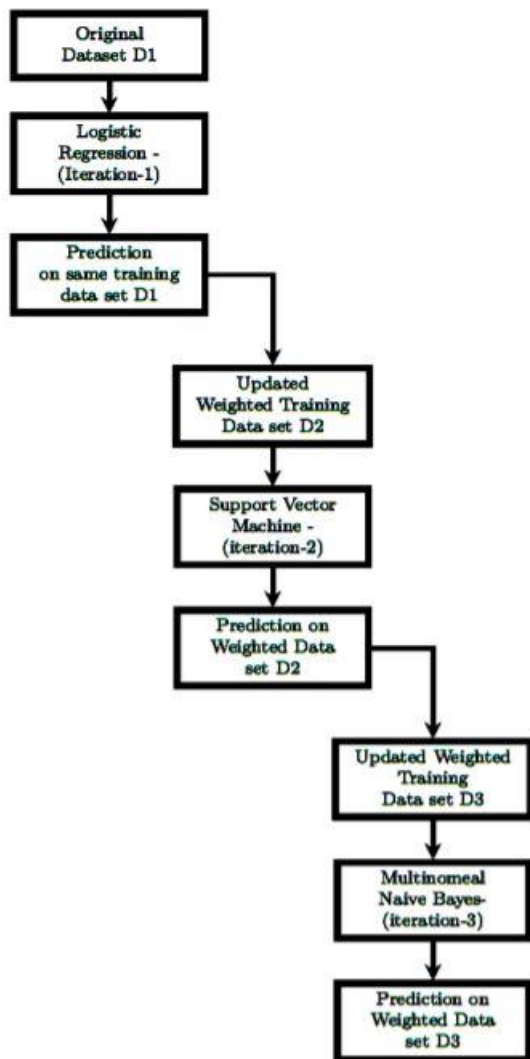 Original
Dataset D1
Logistic
Regression -
(Iteration-1)
Prediction
on same training
data set D1
Updated
Weighted Training
Data set D2
Support Vector
Machine -
(iteration-2)
Prediction on
Weighted Data
set D2
Updated Weighted
Training
Data set D3
Multinomeal
Naive Bayes-
(iteration-3)
Prediction on
Weighted Data
set D3